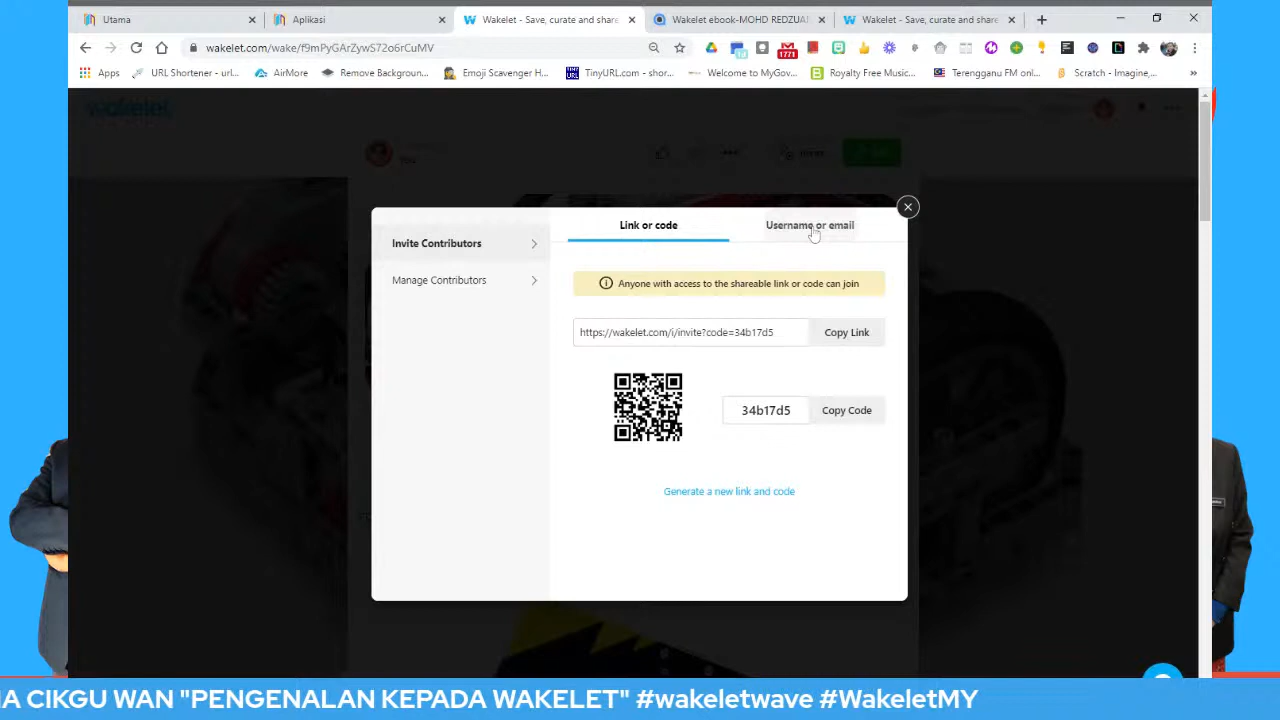 Utama
Aplikasi
Wakelet - Save, curate and share
Wakelet ebook-MOHD REDZUAN
Wakelet - Save, curate and share
wakelet.com/wake/f9mPyGArZywS72o6rCuMV
1771
Apps
URL Shortener - url...
AirMore
Remove Backgroun...
Emoji Scavenger H...
TinyURL.com - shor...
Welcome to MyGov...
Royalty Free Music...
Terengganu FM onl...
Scratch - Imagine,...
wakelet
Link or code
Username or email
Invite Contributors
Manage Contributors
Anyone with access to the shareable link or code can join
https://wakelet.com/i/invite?code=34b17d5
Copy Link
34b17d5
Copy Code
Generate a new link and code
CIKGU WAN "PENGENALAN KEPADA WAKELET" #wakeletwave #WakeletMY